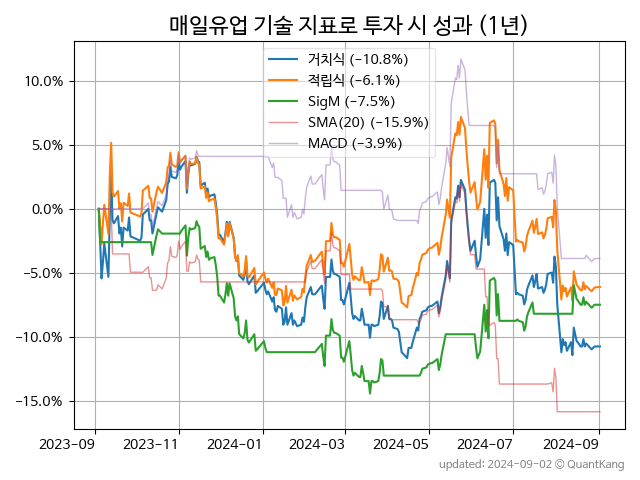 매일유업 기술 지표로 투자 시 성과 (1년)
거치식 (−10.8%)
적립식 (−6.1%)
SigM (−7.5%)
SMA(20) (−15.9%)
MACD (−3.9%)
10.0%
5.0%
0.0%
−5.0%
−10.0%
−15.0%
2023-09 2023-11 2024-01 2024-03 2024-05 2024-07 2024-09
updated: 2024-09-02 © QuantKang